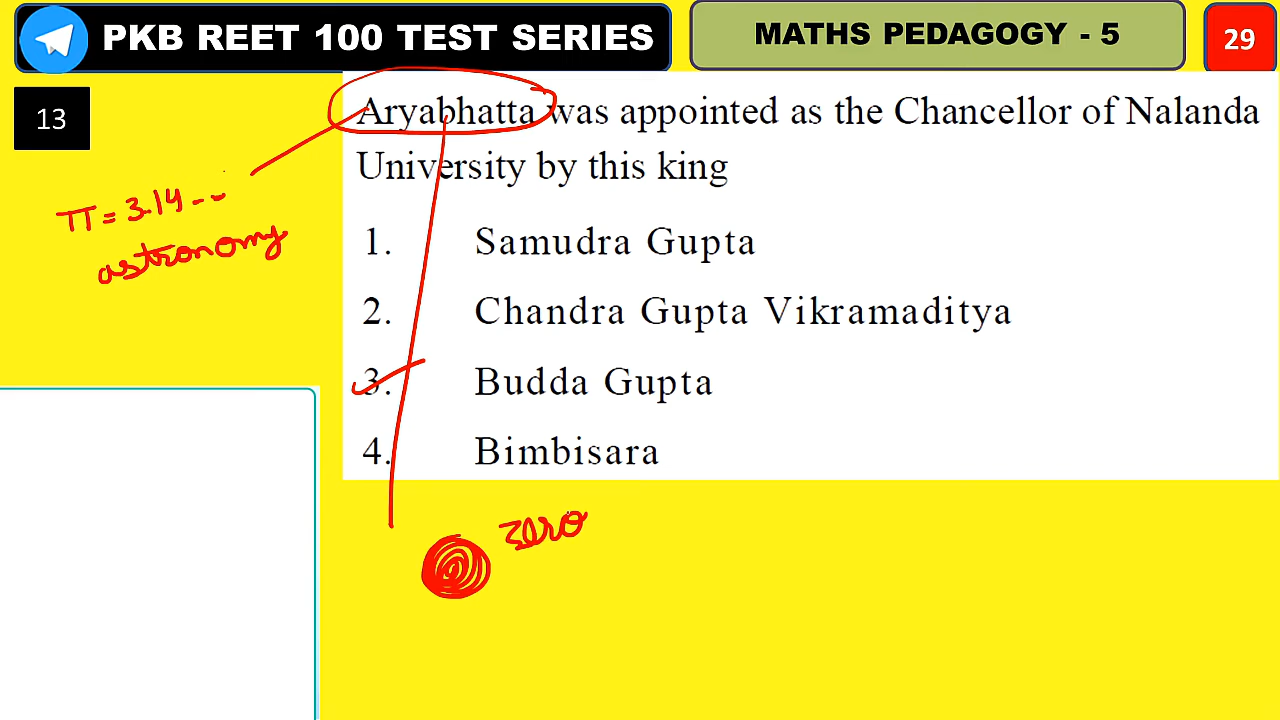 PKB REET 100 TEST SERIES
MATHS PEDAGOGY - 5
29
13
Aryabhatta was appointed as the Chancellor of Nalanda
University by this king
π = 3.14 --
astronomy
1. Samudra Gupta
2. Chandra Gupta Vikramaditya
3. Budda Gupta
4. Bimbisara
zero